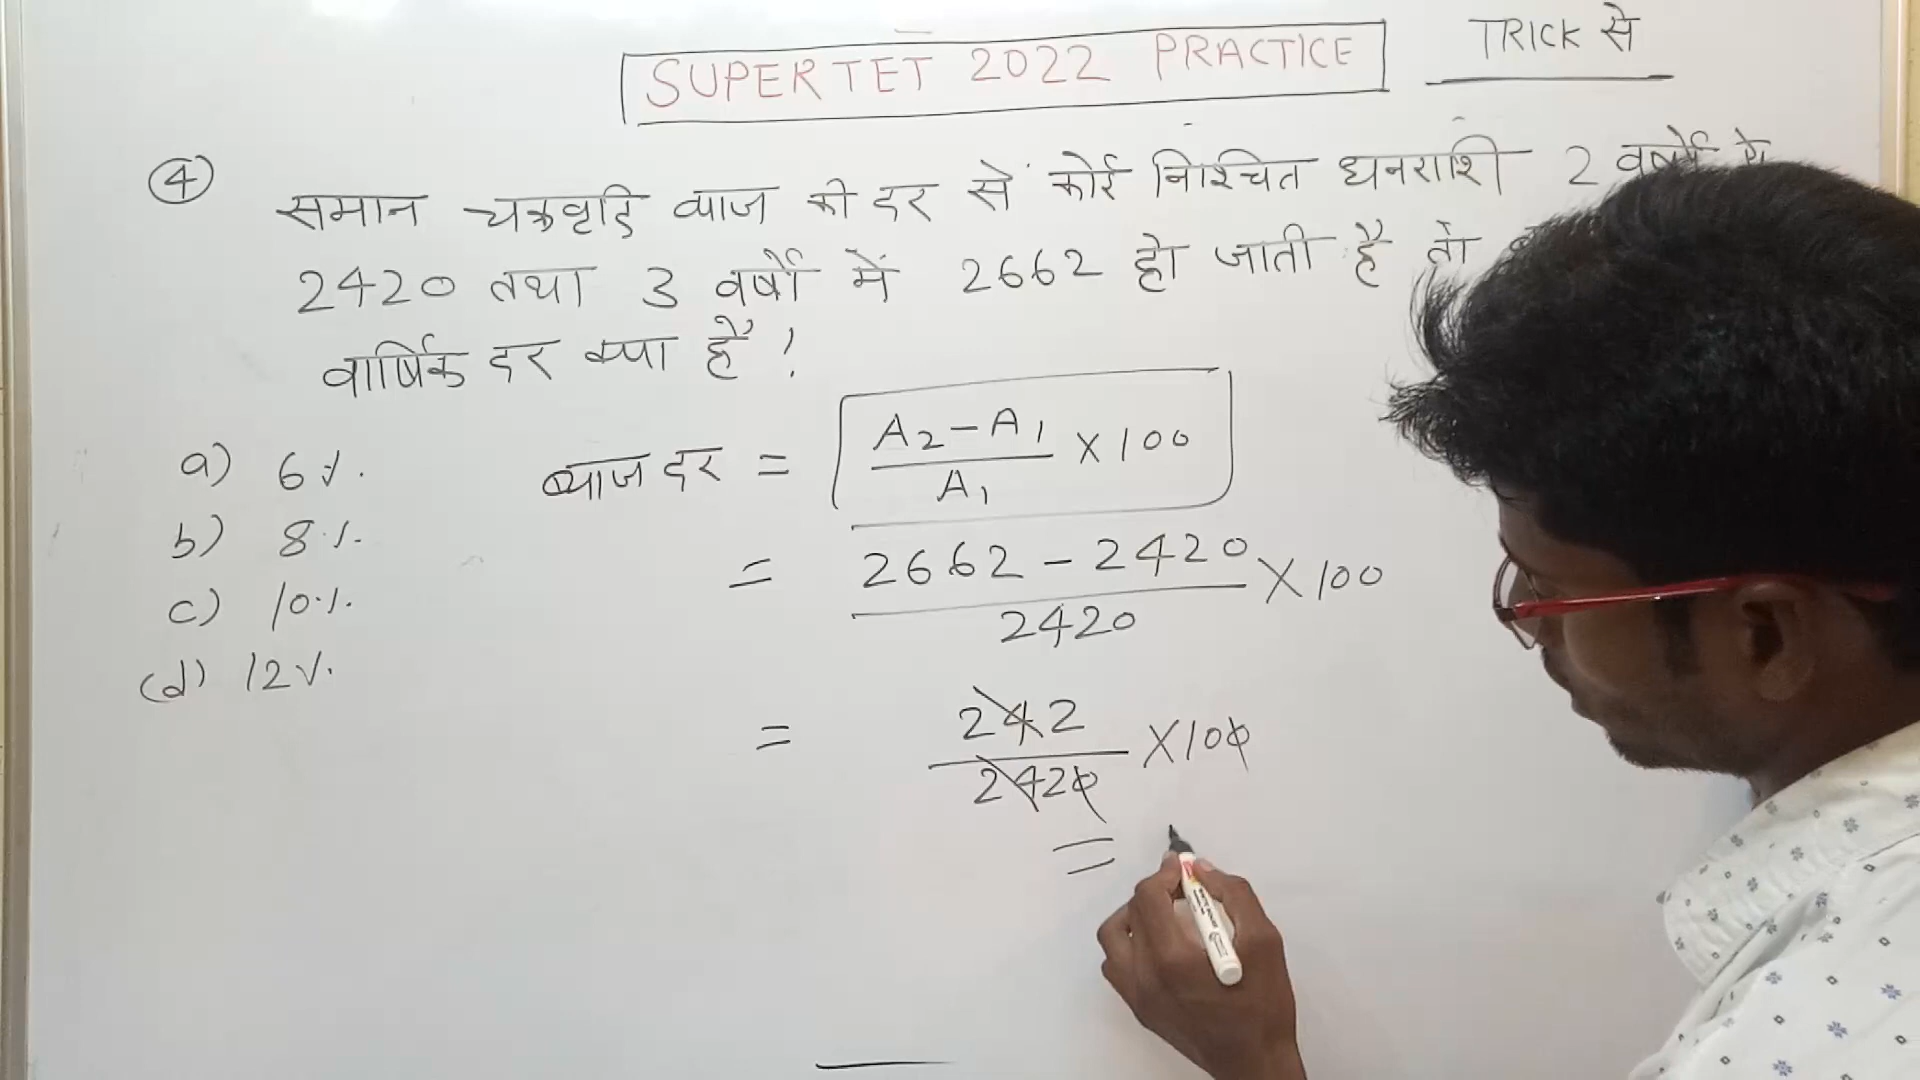 SUPERTET 2022 PRACTICE
TRICK से
④ समान चक्रवृद्धि ब्याज की दर से कोई निश्चित धनराशि 2 वर्षों
2420 तथा 3 वर्षों में 2662 हो जाती है तो
वार्षिक दर क्या है ?
a) 6%
b) 8%
c) 10%
(d) 12%
ब्याज दर = A₂-A₁/A₁ × 100
= 2662-2420/2420 × 100
= 242/2420 × 100
=